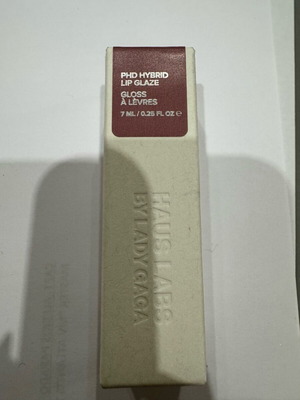 PHD HYBRID
LIP GLAZE
GLOSS
À LÈVRES
7 ML / 0.25 FL OZ ℮
HAUS LABS
BY LADY GAGA